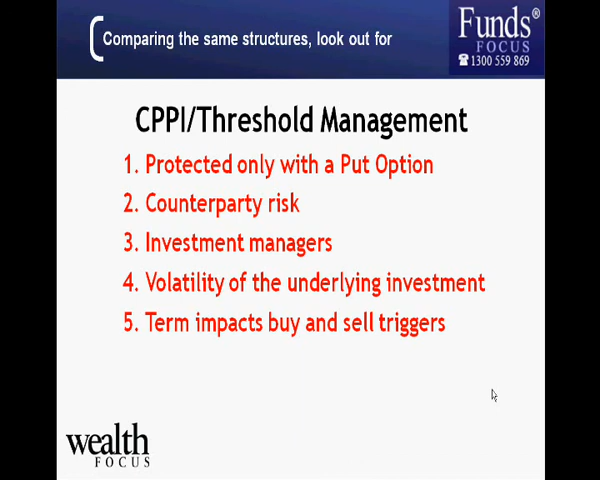 Comparing the same structures, look out for
Funds®
FOCUS
☎ 1300 559 869
CPPI/Threshold Management
1. Protected only with a Put Option
2. Counterparty risk
3. Investment managers
4. Volatility of the underlying investment
5. Term impacts buy and sell triggers
wealth
FOCUS